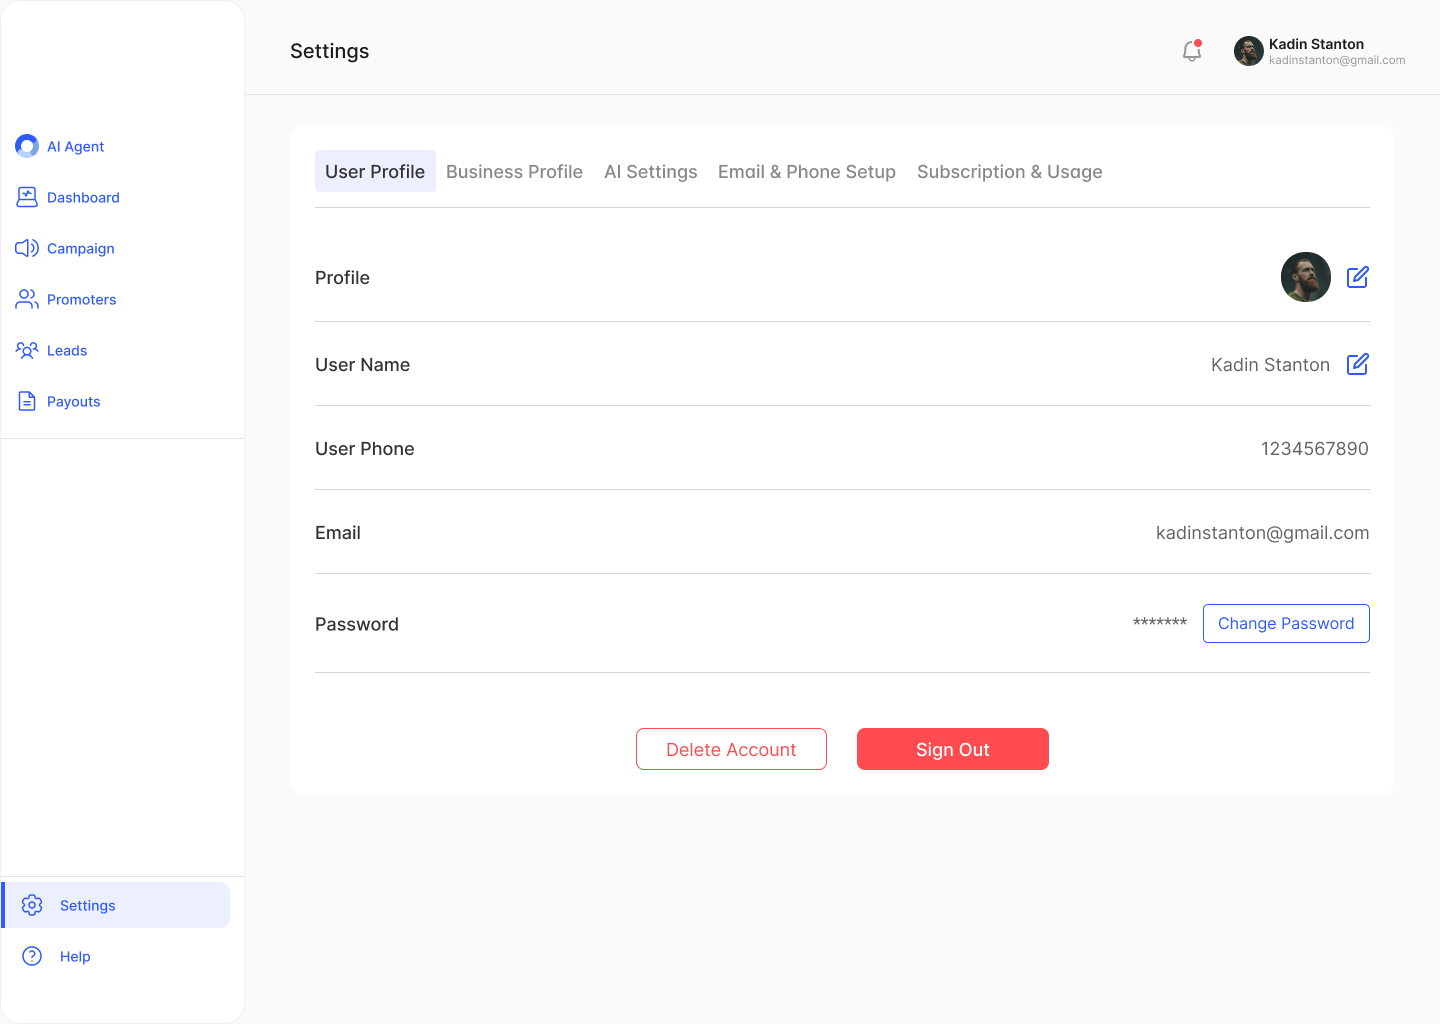 Settings
Kadin Stanton
kadinstanton@gmail.com
AI Agent
Dashboard
Campaign
Promoters
Leads
Payouts
Settings
Help
User Profile Business Profile AI Settings Email & Phone Setup Subscription & Usage
Profile
User Name Kadin Stanton
User Phone 1234567890
Email kadinstanton@gmail.com
Password ******* Change Password
Delete Account Sign Out